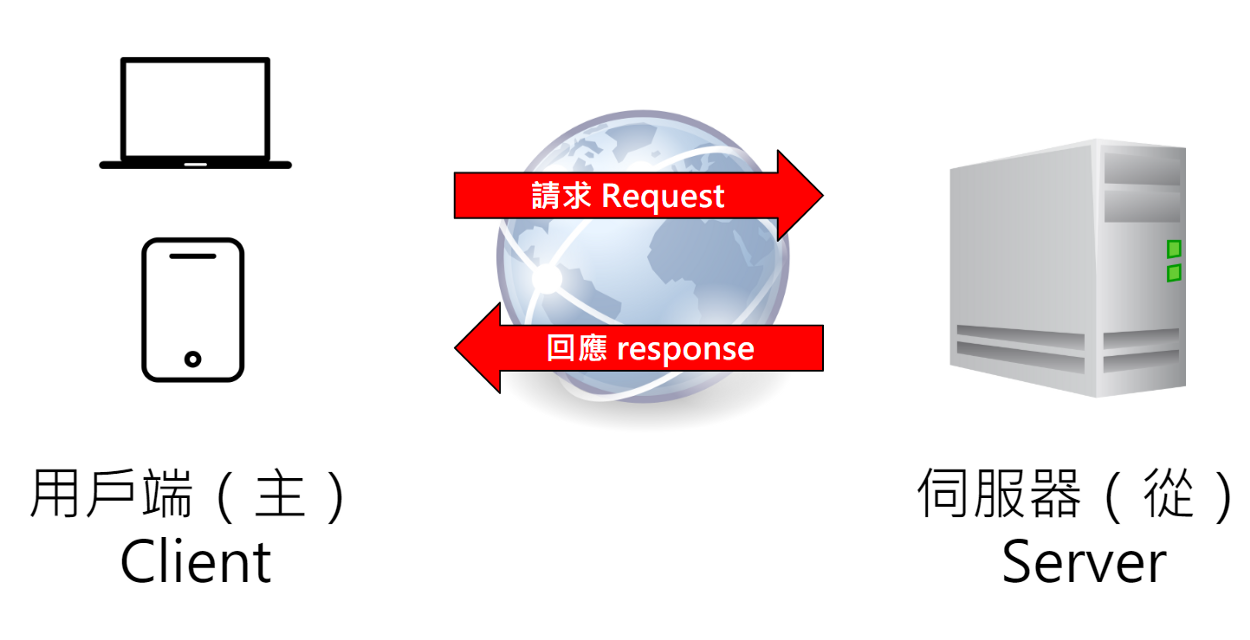 請求 Request
回應 response
用戶端（主）
Client
伺服器（從）
Server